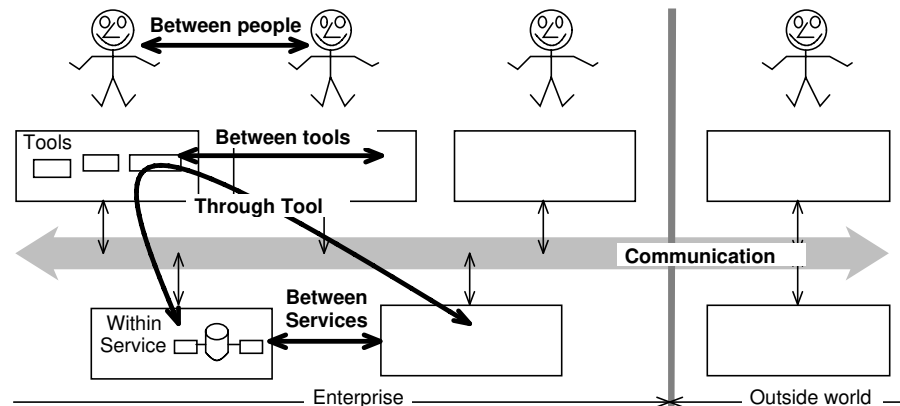 Between people
Tools
Between tools
Through Tool
Communication
Within
Service
Between
Services
Enterprise
Outside world